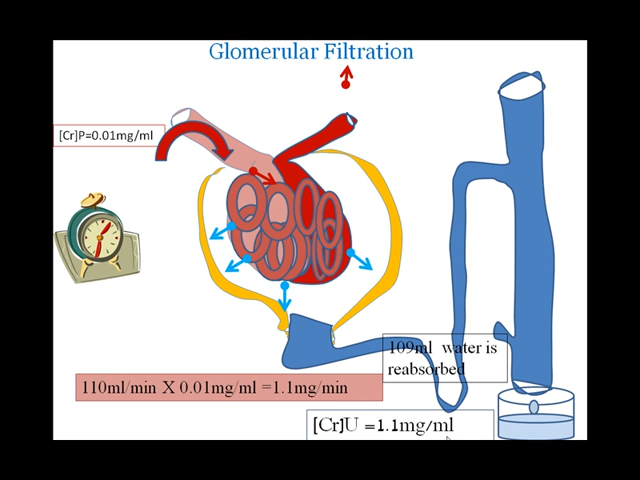 Glomerular Filtration
[Cr]P=0.01mg/ml
109ml water is
reabsorbed
110ml/min X 0.01mg/ml =1.1mg/min
[Cr]U =1.1mg/ml